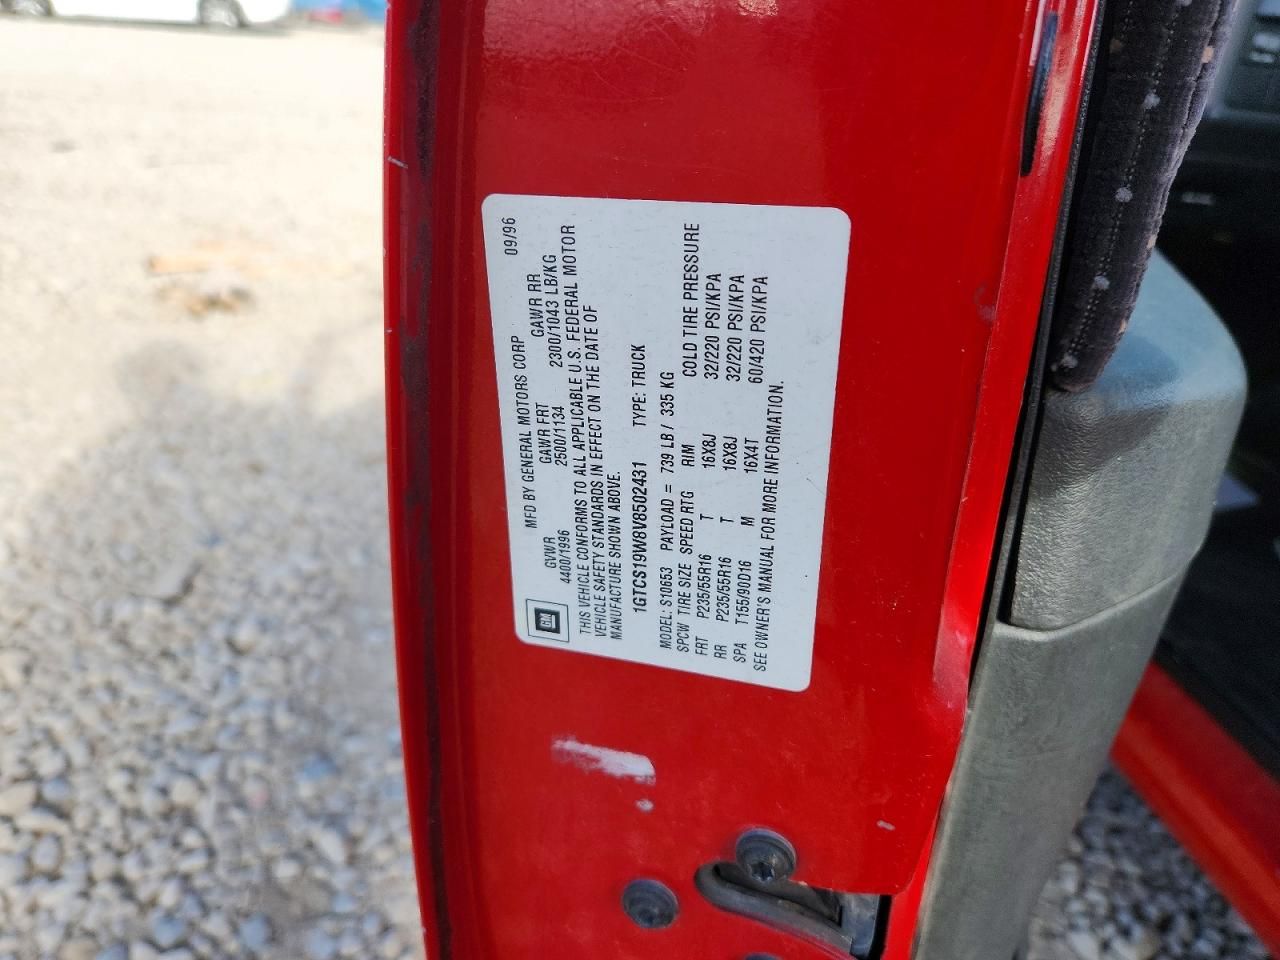 MFD BY GENERAL MOTORS CORP 09/96
GVWR GAWR FRT GAWR RR
4400/1996 2500/1134 2300/1043 LB/KG
THIS VEHICLE CONFORMS TO ALL APPLICABLE U.S. FEDERAL MOTOR
VEHICLE SAFETY STANDARDS IN EFFECT ON THE DATE OF
MANUFACTURE SHOWN ABOVE.
1GTCS19W8V8502431 TYPE: TRUCK
MODEL: S10653 PAYLOAD = 739 LB / 335 KG
SPCW TIRE SIZE SPEED RTG RIM COLD TIRE PRESSURE
FRT P235/55R16 T 16X8J 32/220 PSI/KPA
RR P235/55R16 T 16X8J 32/220 PSI/KPA
SPA T155/90D16 M 16X4T 60/420 PSI/KPA
SEE OWNER'S MANUAL FOR MORE INFORMATION.
GM